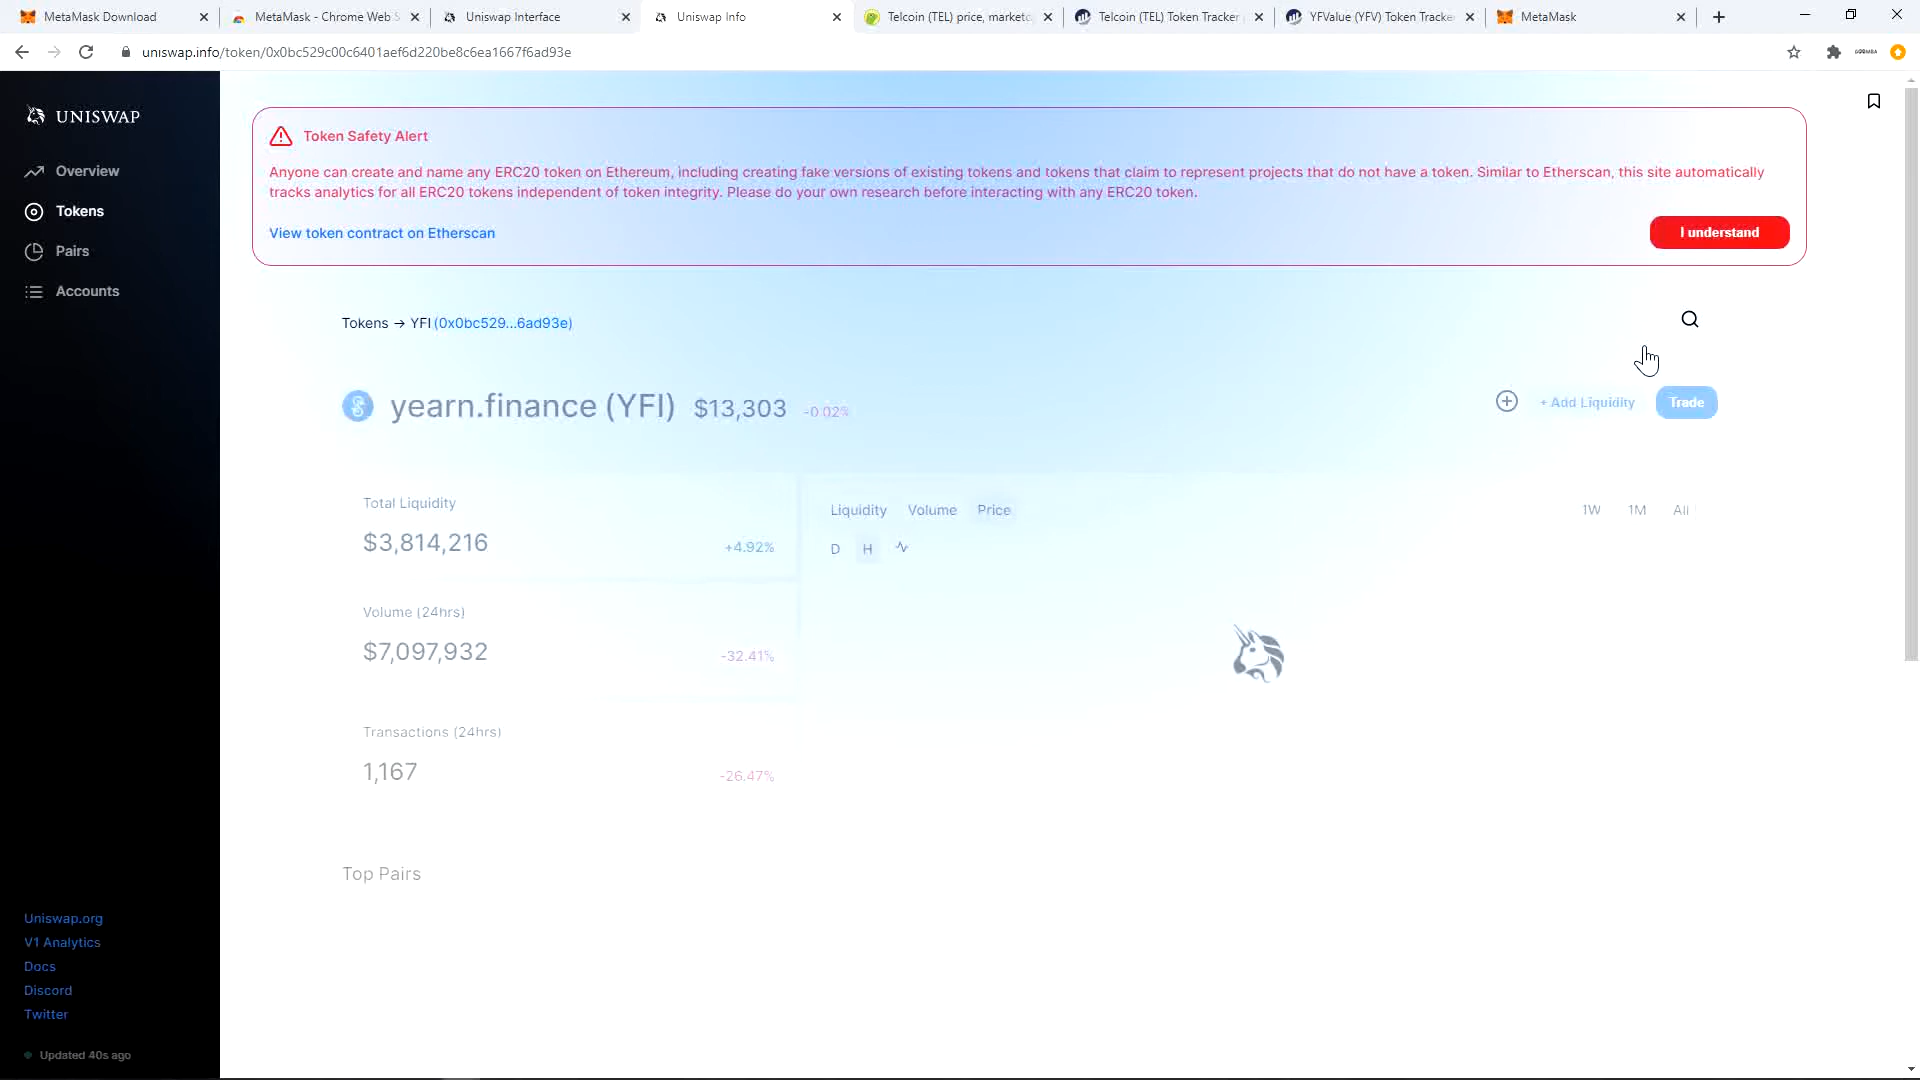 MetaMask Download
MetaMask - Chrome Web S
Uniswap Interface
Uniswap Info
Telcoin (TEL) price, marketc
Telcoin (TEL) Token Tracker
YFValue (YFV) Token Tracke
MetaMask
uniswap.info/token/0x0bc529c00c6401aef6d220be8c6ea1667f6ad93e
UNISWAP
Overview
Tokens
Pairs
Accounts
Token Safety Alert
Anyone can create and name any ERC20 token on Ethereum, including creating fake versions of existing tokens and tokens that claim to represent projects that do not have a token. Similar to Etherscan, this site automatically
tracks analytics for all ERC20 tokens independent of token integrity. Please do your own research before interacting with any ERC20 token.
View token contract on Etherscan
I understand
Tokens → YFI (0x0bc529...6ad93e)
yearn.finance (YFI) $13,303 -0.02%
+ Add Liquidity
Trade
Total Liquidity
$3,814,216 +4.92%
Volume (24hrs)
$7,097,932 -32.41%
Transactions (24hrs)
1,167 -26.47%
Liquidity Volume Price
1W 1M All
D H
Top Pairs
Uniswap.org
V1 Analytics
Docs
Discord
Twitter
Updated 40s ago